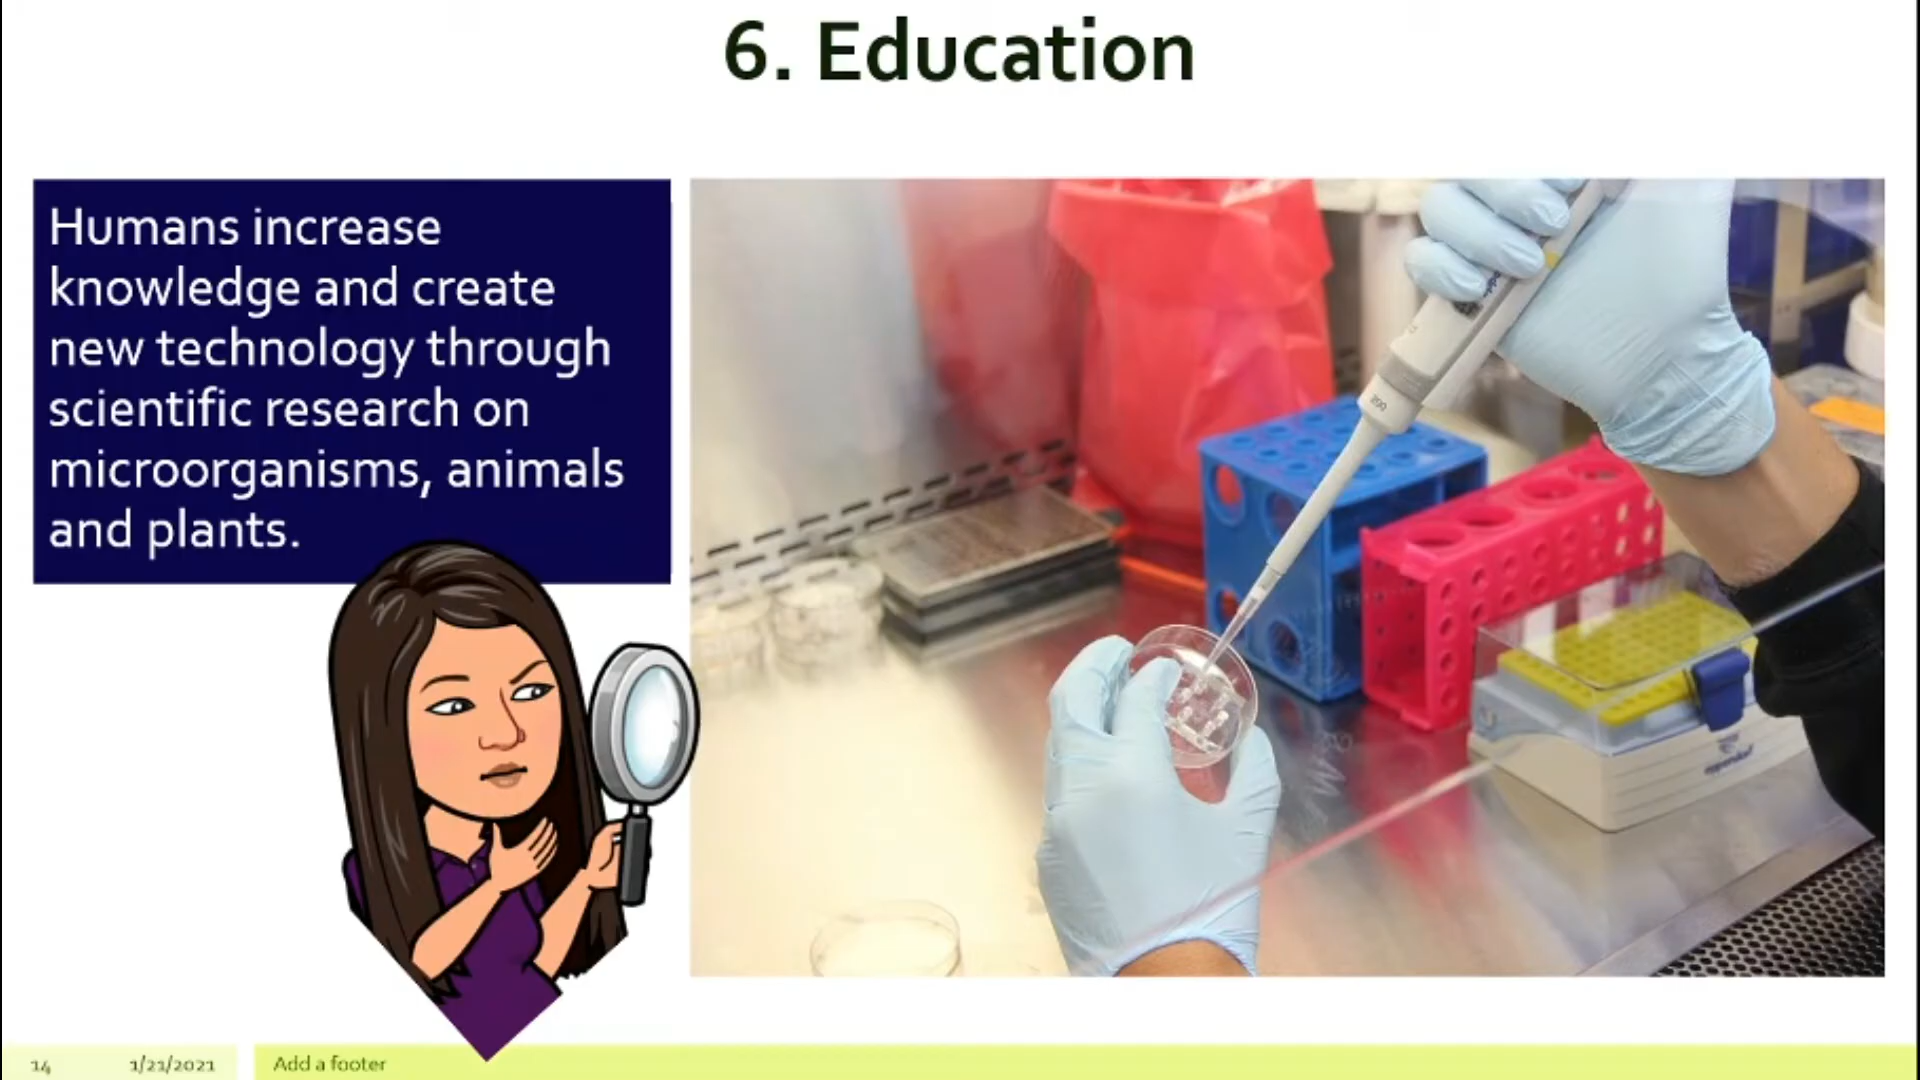 6. Education
Humans increase
knowledge and create
new technology through
scientific research on
microorganisms, animals
and plants.
200
14
1/21/2021
Add a footer